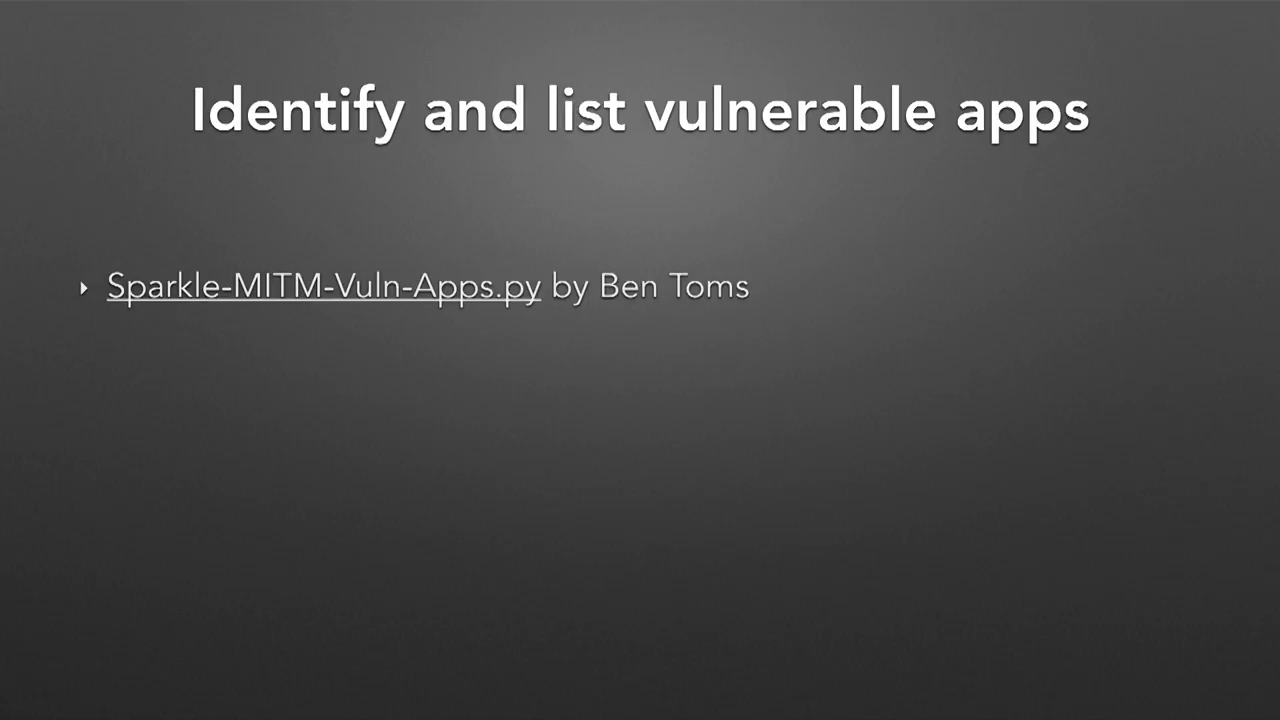 Identify and list vulnerable apps
‣ Sparkle-MITM-Vuln-Apps.py by Ben Toms